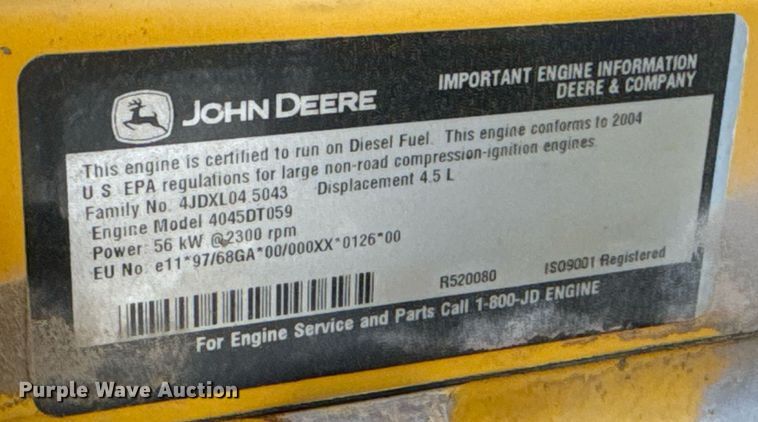 JOHN DEERE
IMPORTANT ENGINE INFORMATION
DEERE & COMPANY
This engine is certified to run on Diesel Fuel. This engine conforms to 2004
U S EPA regulations for large non-road compression-ignition engines.
Family No. 4JDXL04.5043 Displacement 4.5 L
Engine Model 4045DT059
Power: 56 kW @2300 rpm
EU No. e11*97/68GA*00/000XX*0126*00
R520080 ISO9001 Registered
For Engine Service and Parts Call 1-800-JD ENGINE
Purple Wave Auction